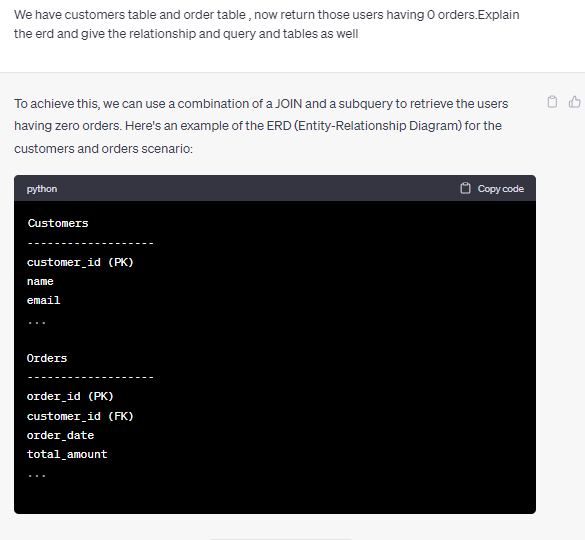 We have customers table and order table , now return those users having 0 orders.Explain
the erd and give the relationship and query and tables as well
To achieve this, we can use a combination of a JOIN and a subquery to retrieve the users
having zero orders. Here's an example of the ERD (Entity-Relationship Diagram) for the
customers and orders scenario:
python Copy code
Customers
-------------------
customer_id (PK)
name
email
...
Orders
-------------------
order_id (PK)
customer_id (FK)
order_date
total_amount
...